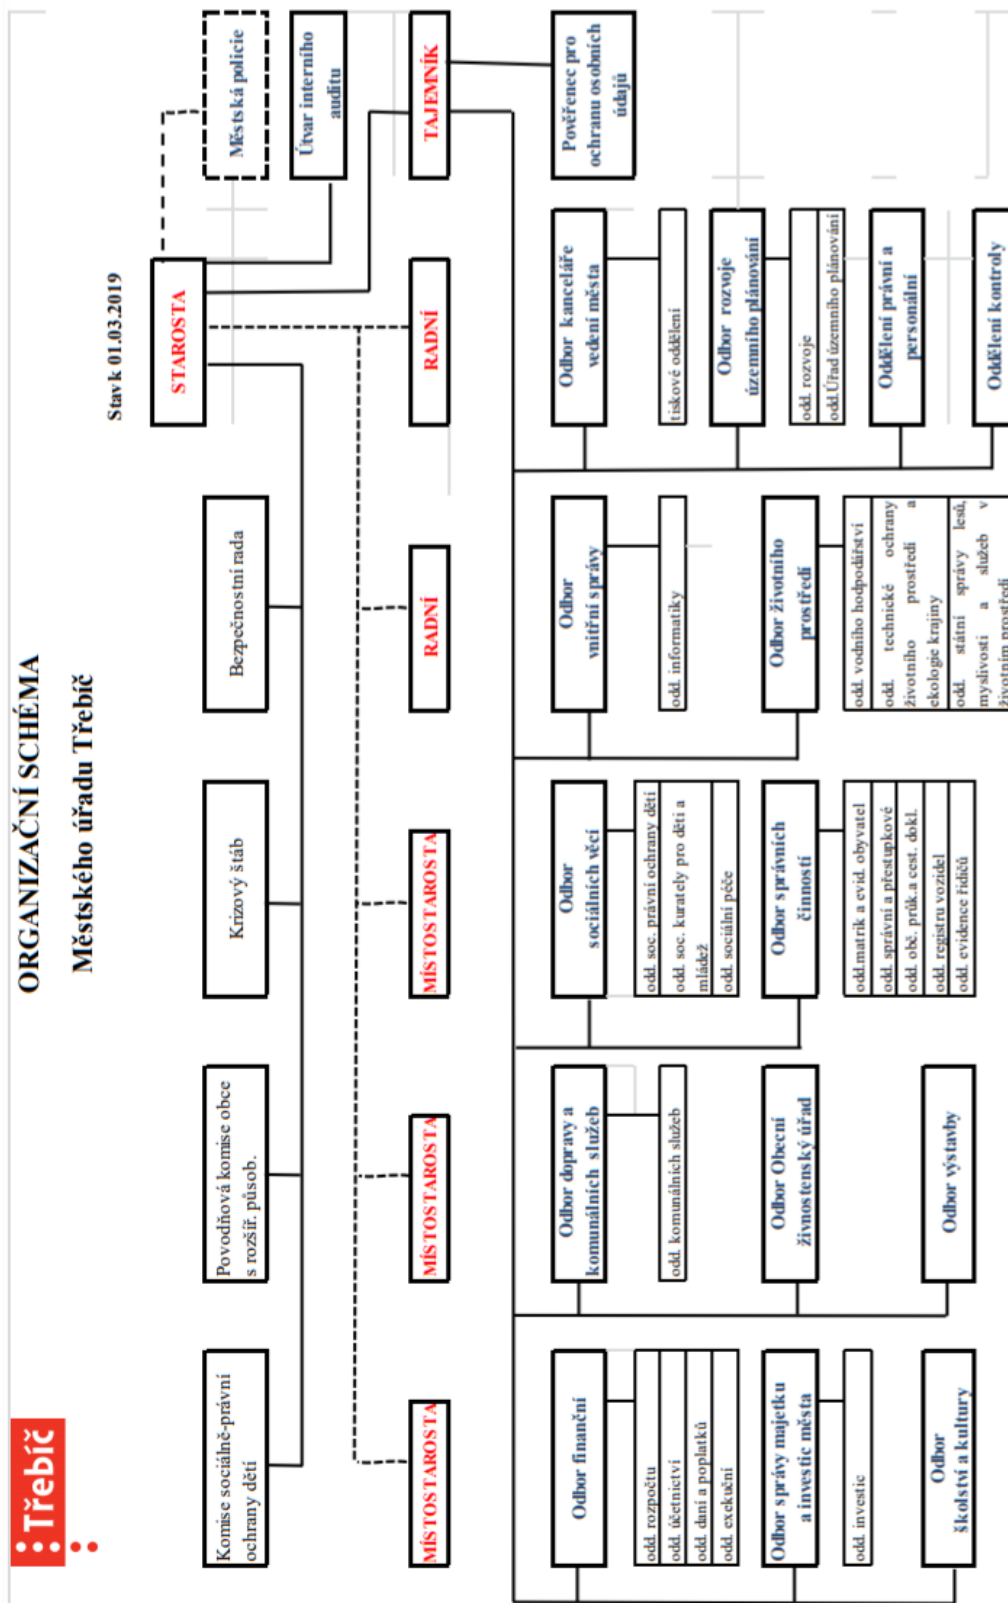 Třebíč
ORGANIZAČNÍ SCHÉMA
Městského úřadu Třebíč
Stav k 01.03.2019
STAROSTA
Komise sociálně-právní
ochrany dětí
Povodňová komise obce
s rozšíř. působ.
Krizový štáb
Bezpečnostní rada
Městská policie
Útvar interního
auditu
MÍSTOSTAROSTA
MÍSTOSTAROSTA
MÍSTOSTAROSTA
RADNÍ
RADNÍ
TAJEMNÍK
Pověřenec pro
ochranu osobních
údajů
Odbor finanční
odd. rozpočtu
odd. účetnictví
odd. daní a poplatků
odd. exekuční
Odbor správy majetku
a investic města
odd. investic
Odbor
školství a kultury
Odbor dopravy a
komunálních služeb
odd. komunálních služeb
Odbor Obecní
živnostenský úřad
Odbor výstavby
Odbor
sociálních věcí
odd. soc. právní ochrany dětí
odd. soc. kurately pro děti a
mládež
odd. sociální péče
Odbor správních
činností
odd.matrik a evid. obyvatel
odd. správní a přestupkové
odd. obč. průk.a cest. dokl.
odd. registru vozidel
odd. evidence řidičů
Odbor
vnitřní správy
odd. informatiky
Odbor životního
prostředí
odd. vodního hodpodářství
odd. technické ochrany
životního prostředí a
ekologie krajiny
odd. státní správy lesů,
myslivosti a služeb v
životním prostředí
Odbor kanceláře
vedení města
tiskové oddělení
Odbor rozvoje
územního plánování
odd. rozvoje
odd.Úřad územního plánování
Oddělení právní a
personální
Oddělení kontroly